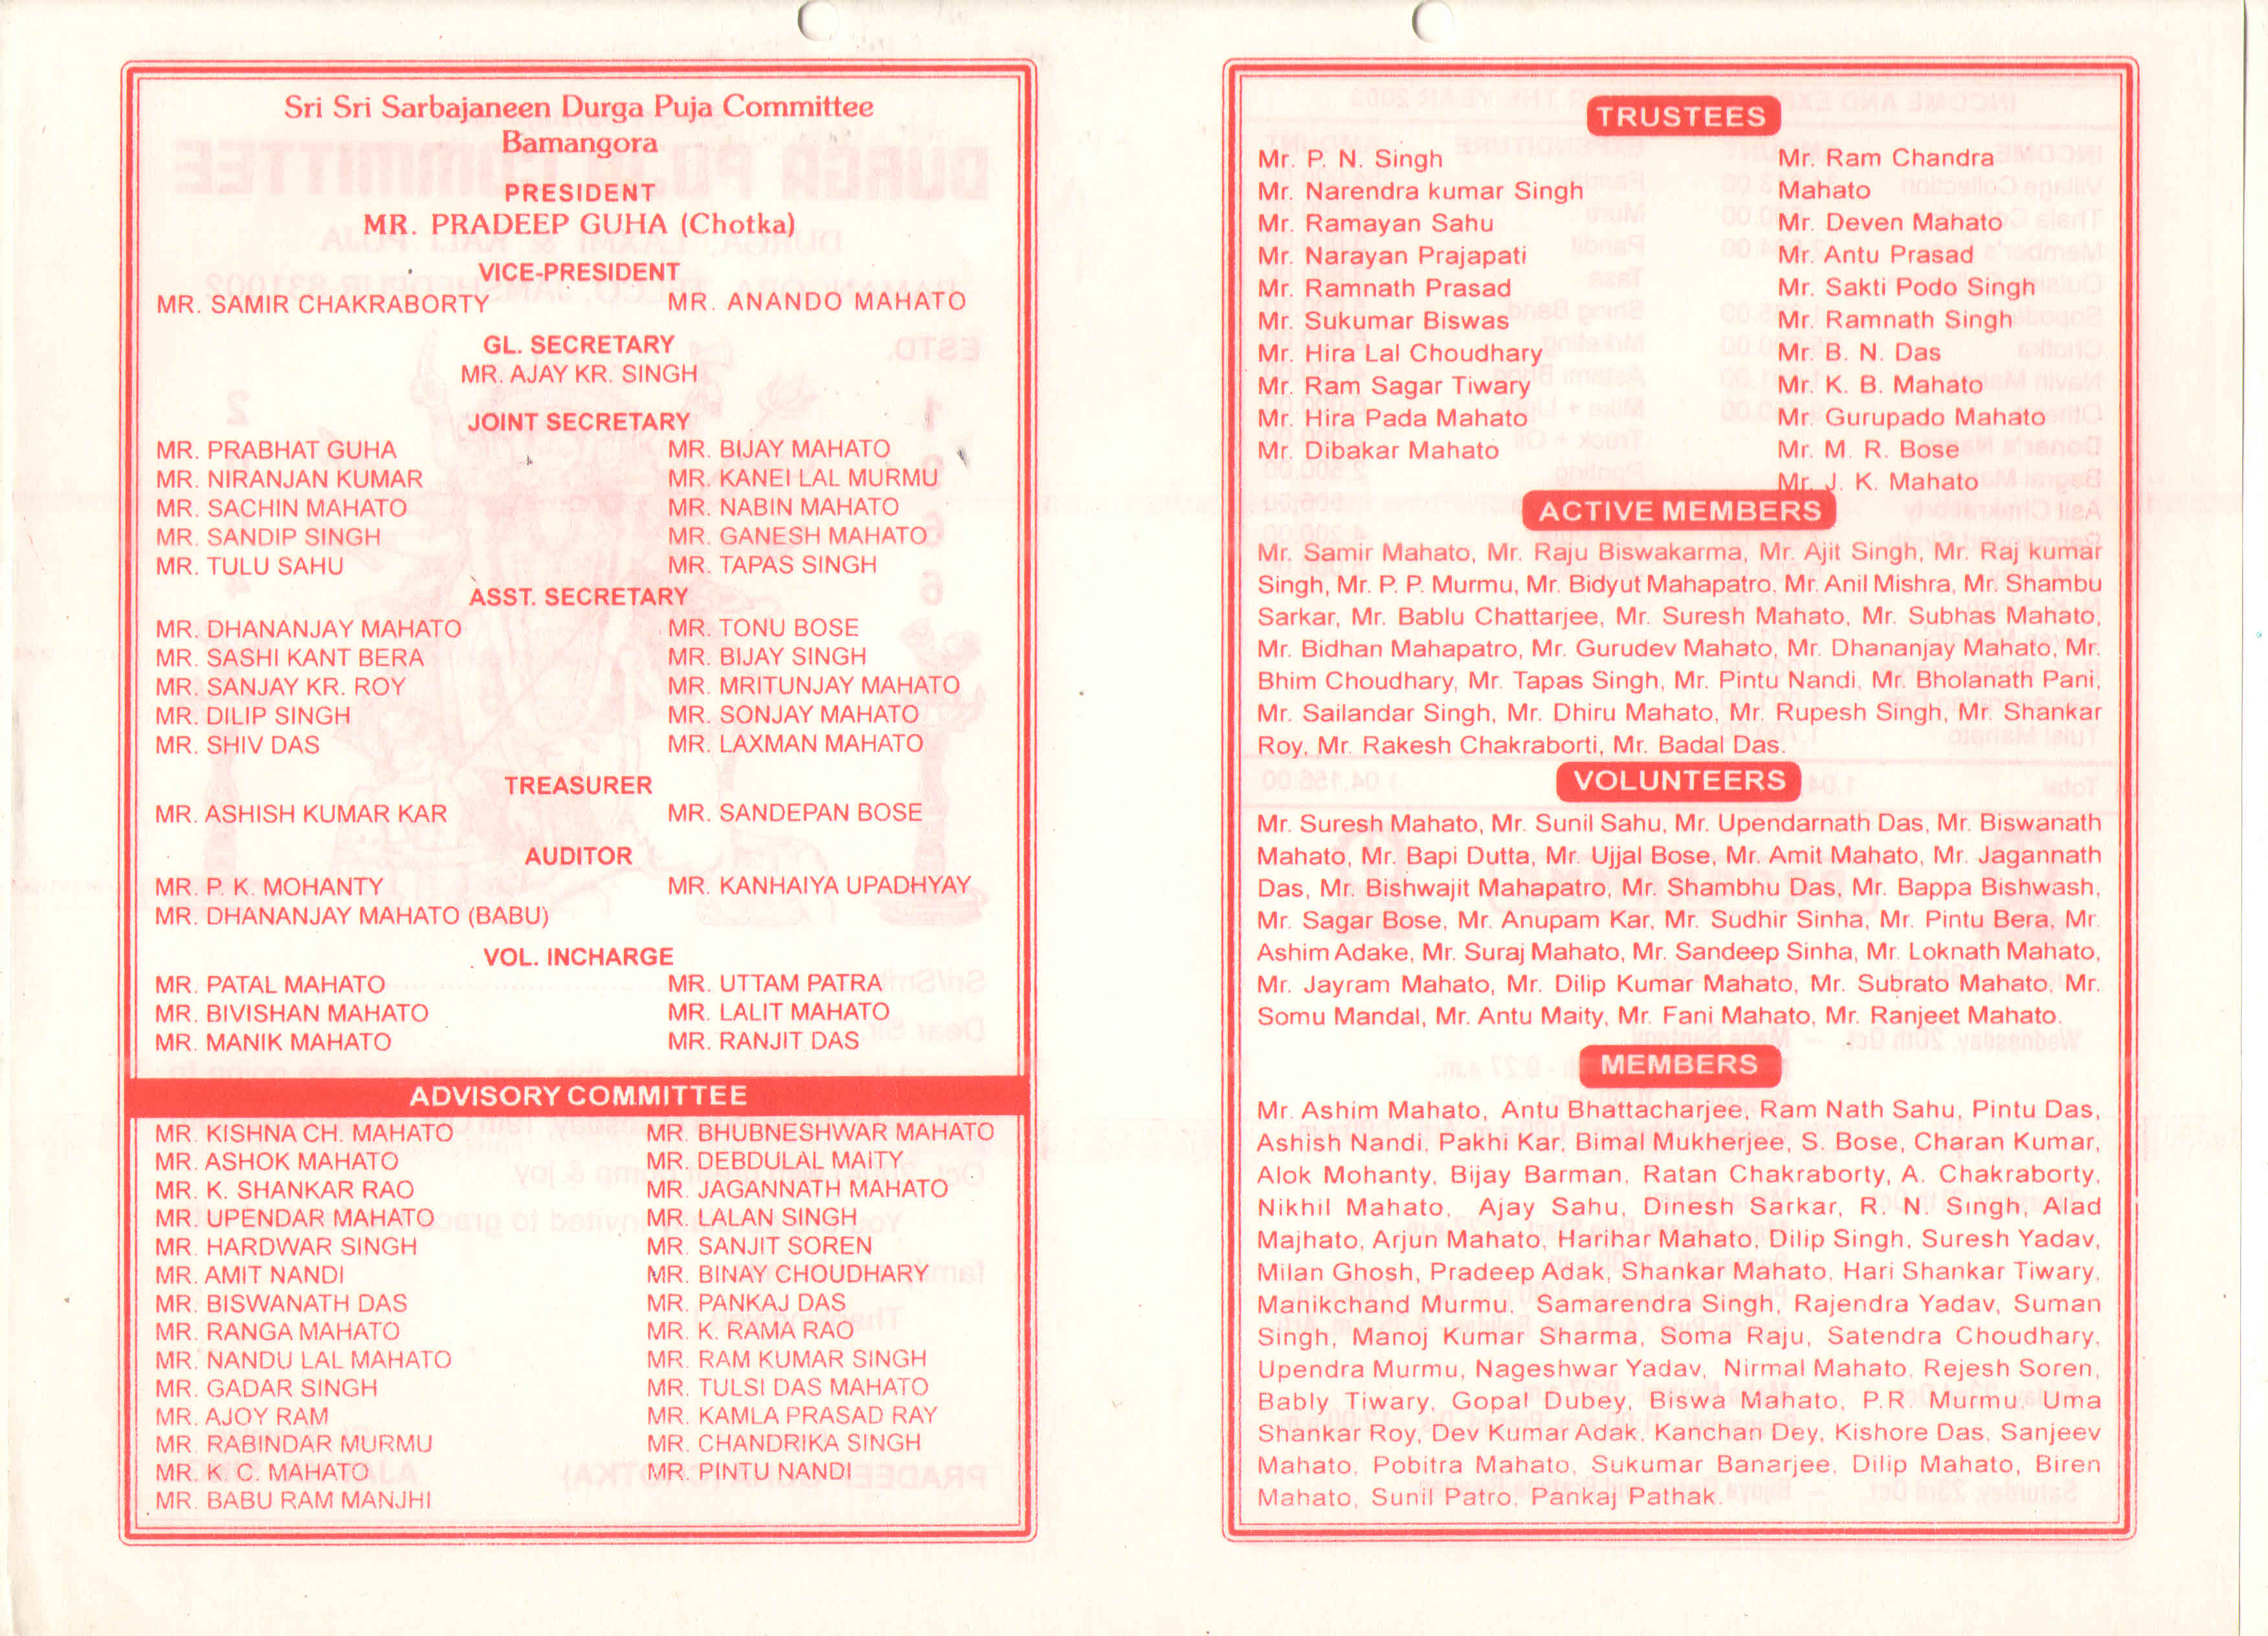 Sri Sri Sarbajaneen Durga Puja Committee
Bamangora
PRESIDENT
MR. PRADEEP GUHA (Chotka)
VICE-PRESIDENT
MR. SAMIR CHAKRABORTY MR. ANANDO MAHATO
GL. SECRETARY
MR. AJAY KR. SINGH
JOINT SECRETARY
MR. PRABHAT GUHA MR. BIJAY MAHATO
MR. NIRANJAN KUMAR MR. KANEI LAL MURMU
MR. SACHIN MAHATO MR. NABIN MAHATO
MR. SANDIP SINGH MR. GANESH MAHATO
MR. TULU SAHU MR. TAPAS SINGH
ASST. SECRETARY
MR. DHANANJAY MAHATO MR. TONU BOSE
MR. SASHI KANT BERA MR. BIJAY SINGH
MR. SANJAY KR. ROY MR. MRITUNJAY MAHATO
MR. DILIP SINGH MR. SONJAY MAHATO
MR. SHIV DAS MR. LAXMAN MAHATO
TREASURER
MR. ASHISH KUMAR KAR MR. SANDEPAN BOSE
AUDITOR
MR. P. K. MOHANTY MR. KANHAIYA UPADHYAY
MR. DHANANJAY MAHATO (BABU)
VOL. INCHARGE
MR. PATAL MAHATO MR. UTTAM PATRA
MR. BIVISHAN MAHATO MR. LALIT MAHATO
MR. MANIK MAHATO MR. RANJIT DAS
ADVISORY COMMITTEE
MR. KISHNA CH. MAHATO MR. BHUBNESHWAR MAHATO
MR. ASHOK MAHATO MR. DEBDULAL MAITY
MR. K. SHANKAR RAO MR. JAGANNATH MAHATO
MR. UPENDAR MAHATO MR. LALAN SINGH
MR. HARDWAR SINGH MR. SANJIT SOREN
MR. AMIT NANDI MR. BINAY CHOUDHARY
MR. BISWANATH DAS MR. PANKAJ DAS
MR. RANGA MAHATO MR. K. RAMA RAO
MR. NANDU LAL MAHATO MR. RAM KUMAR SINGH
MR. GADAR SINGH MR. TULSI DAS MAHATO
MR. AJOY RAM MR. KAMLA PRASAD RAY
MR. RABINDAR MURMU MR. CHANDRIKA SINGH
MR. K. C. MAHATO MR. PINTU NANDI
MR. BABU RAM MANJHI
TRUSTEES
Mr. P. N. Singh Mr. Ram Chandra
Mr. Narendra kumar Singh Mahato
Mr. Ramayan Sahu Mr. Deven Mahato
Mr. Narayan Prajapati Mr. Antu Prasad
Mr. Ramnath Prasad Mr. Sakti Podo Singh
Mr. Sukumar Biswas Mr. Ramnath Singh
Mr. Hira Lal Choudhary Mr. B. N. Das
Mr. Ram Sagar Tiwary Mr. K. B. Mahato
Mr. Hira Pada Mahato Mr. Gurupado Mahato
Mr. Dibakar Mahato Mr. M. R. Bose
Mr. J. K. Mahato
ACTIVE MEMBERS
Mr. Samir Mahato, Mr. Raju Biswakarma, Mr. Ajit Singh, Mr. Raj kumar
Singh, Mr. P. P. Murmu, Mr. Bidyut Mahapatro, Mr. Anil Mishra, Mr. Shambu
Sarkar, Mr. Bablu Chattarjee, Mr. Suresh Mahato, Mr. Subhas Mahato,
Mr. Bidhan Mahapatro, Mr. Gurudev Mahato, Mr. Dhananjay Mahato, Mr.
Bhim Choudhary, Mr. Tapas Singh, Mr. Pintu Nandi, Mr. Bholanath Pani,
Mr. Sailandar Singh, Mr. Dhiru Mahato, Mr. Rupesh Singh, Mr. Shankar
Roy, Mr. Rakesh Chakraborti, Mr. Badal Das.
VOLUNTEERS
Mr. Suresh Mahato, Mr. Sunil Sahu, Mr. Upendarnath Das, Mr. Biswanath
Mahato, Mr. Bapi Dutta, Mr. Ujjal Bose, Mr. Amit Mahato, Mr. Jagannath
Das, Mr. Bishwajit Mahapatro, Mr. Shambhu Das, Mr. Bappa Bishwash,
Mr. Sagar Bose, Mr. Anupam Kar, Mr. Sudhir Sinha, Mr. Pintu Bera, Mr.
Ashim Adake, Mr. Suraj Mahato, Mr. Sandeep Sinha, Mr. Loknath Mahato,
Mr. Jayram Mahato, Mr. Dilip Kumar Mahato, Mr. Subrato Mahato, Mr.
Somu Mandal, Mr. Antu Maity, Mr. Fani Mahato, Mr. Ranjeet Mahato.
MEMBERS
Mr. Ashim Mahato, Antu Bhattacharjee, Ram Nath Sahu, Pintu Das,
Ashish Nandi, Pakhi Kar, Bimal Mukherjee, S. Bose, Charan Kumar,
Alok Mohanty, Bijay Barman, Ratan Chakraborty, A. Chakraborty,
Nikhil Mahato, Ajay Sahu, Dinesh Sarkar, R. N. Singh, Alad
Majhato, Arjun Mahato, Harihar Mahato, Dilip Singh, Suresh Yadav,
Milan Ghosh, Pradeep Adak, Shankar Mahato, Hari Shankar Tiwary,
Manikchand Murmu, Samarendra Singh, Rajendra Yadav, Suman
Singh, Manoj Kumar Sharma, Soma Raju, Satendra Choudhary,
Upendra Murmu, Nageshwar Yadav, Nirmal Mahato, Rejesh Soren,
Bably Tiwary, Gopal Dubey, Biswa Mahato, P.R. Murmu, Uma
Shankar Roy, Dev Kumar Adak, Kanchan Dey, Kishore Das, Sanjeev
Mahato, Pobitra Mahato, Sukumar Banarjee, Dilip Mahato, Biren
Mahato, Sunil Patro, Pankaj Pathak.